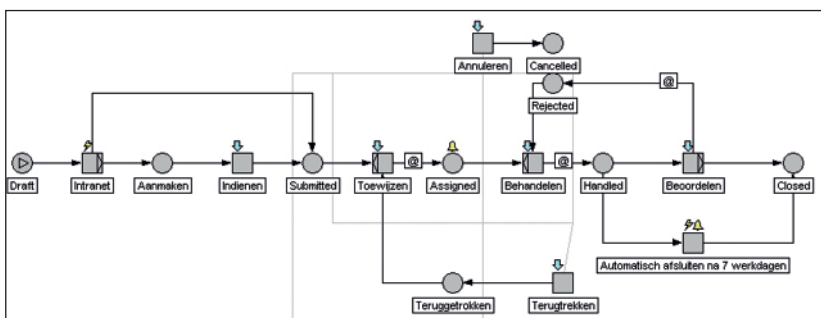 Annuleren
Cancelled
@
Rejected
@
@
Draft
Intranet
Aanmaken
Indienen
Submitted
Toewijzen
Assigned
Behandelen
Handled
Beoordelen
Closed
Automatisch afsluiten na 7 werkdagen
Teruggetrokken
Terugtrekken